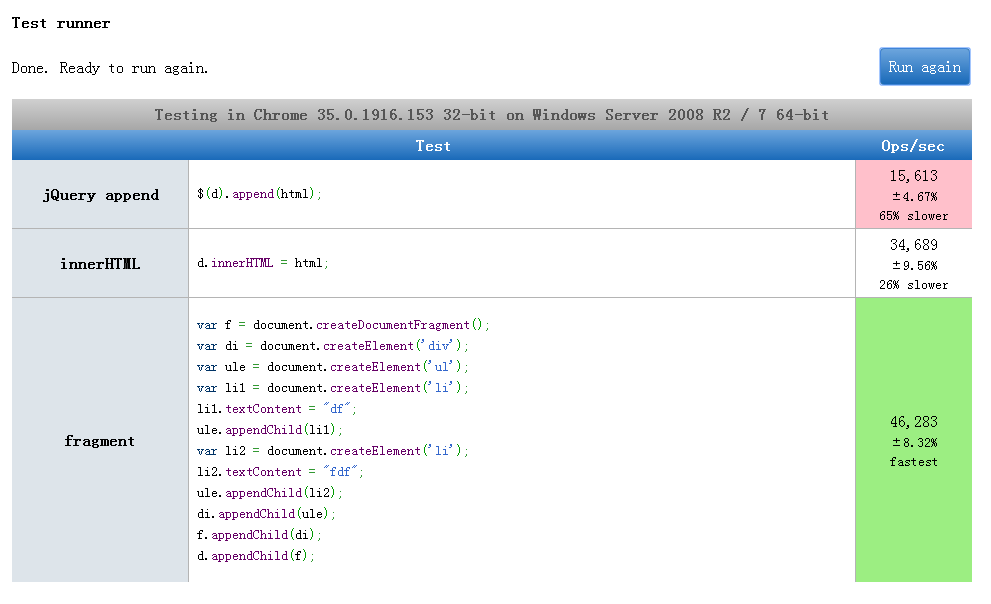 Test runner
Done. Ready to run again.
Run again
Testing in Chrome 35.0.1916.153 32-bit on Windows Server 2008 R2 / 7 64-bit
Test Ops/sec
jQuery append
$(d).append(html);
15,613
±4.67%
65% slower
innerHTML
d.innerHTML = html;
34,689
±9.56%
26% slower
fragment
var f = document.createDocumentFragment();
var di = document.createElement('div');
var ule = document.createElement('ul');
var li1 = document.createElement('li');
li1.textContent = "df";
ule.appendChild(li1);
var li2 = document.createElement('li');
li2.textContent = "fdf";
ule.appendChild(li2);
di.appendChild(ule);
f.appendChild(di);
d.appendChild(f);
46,283
±8.32%
fastest